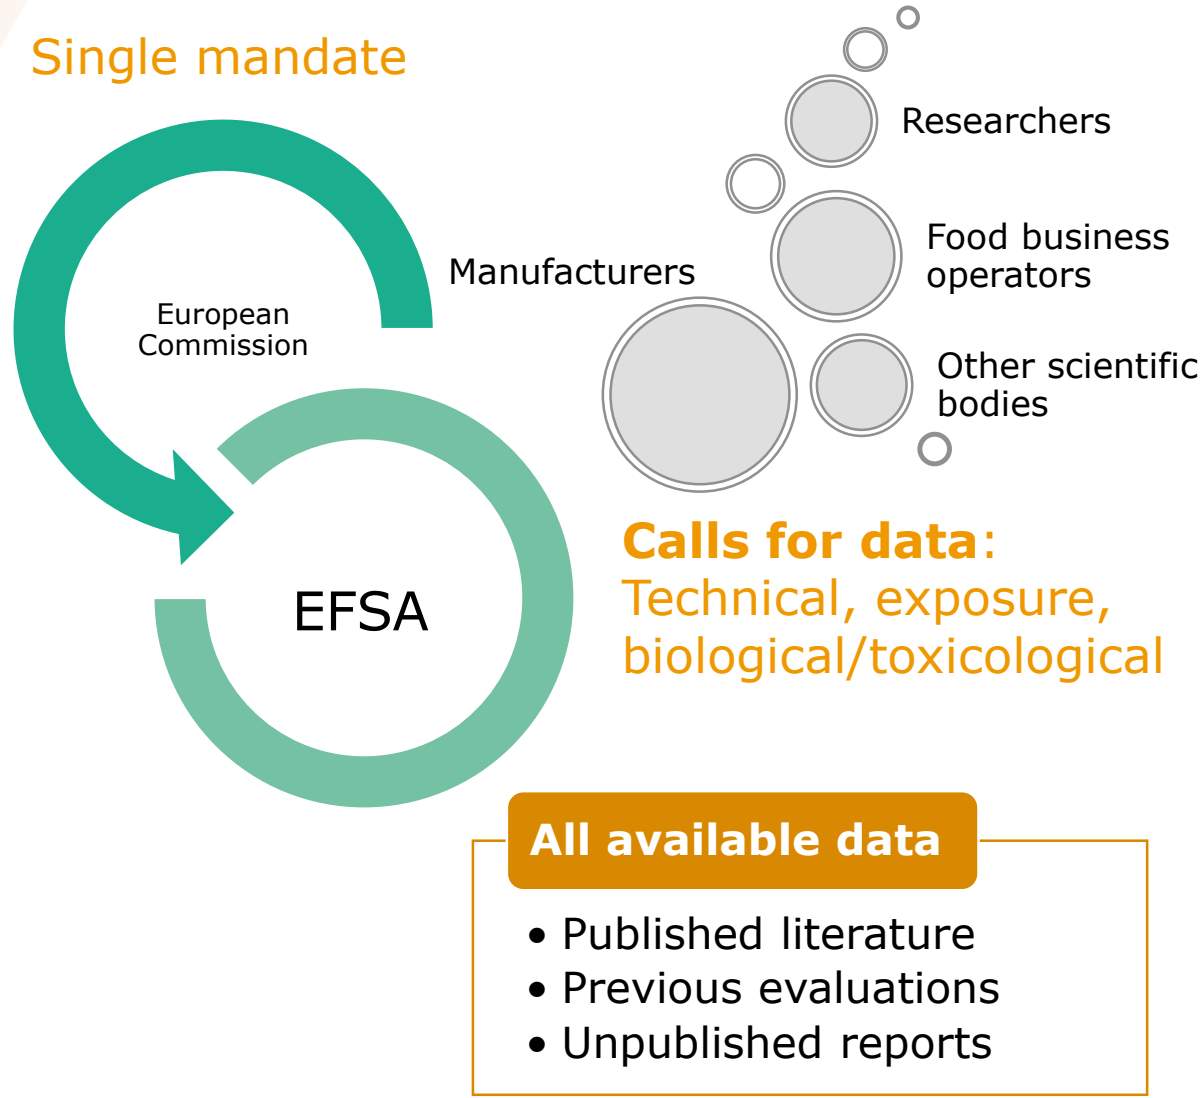 Single mandate
European
Commission
EFSA
Manufacturers
Researchers
Food business
operators
Other scientific
bodies
Calls for data:
Technical, exposure,
biological/toxicological
All available data
• Published literature
• Previous evaluations
• Unpublished reports